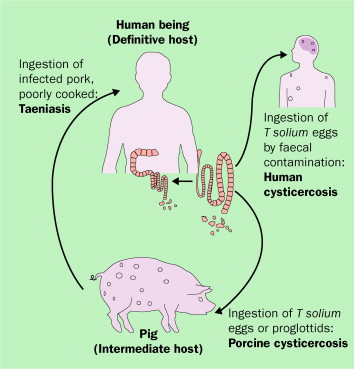 Human being
(Definitive host)
Ingestion of
infected pork,
poorly cooked:
Taeniasis
Ingestion of
T solium eggs
by faecal
contamination:
Human
cysticercosis
Ingestion of T solium
eggs or proglottids:
Porcine cysticercosis
Pig
(Intermediate host)